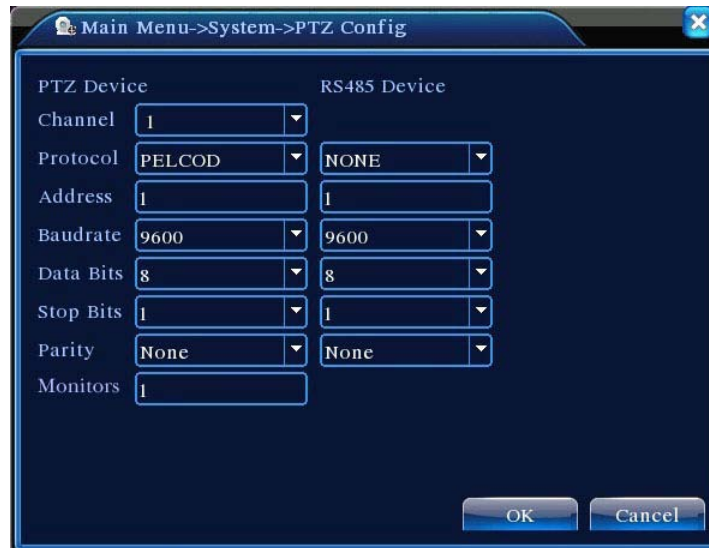 Main Menu->System->PTZ Config
PTZ Device RS485 Device
Channel 1
Protocol PELCOD NONE
Address 1 1
Baudrate 9600 9600
Data Bits 8 8
Stop Bits 1 1
Parity None None
Monitors 1
OK Cancel